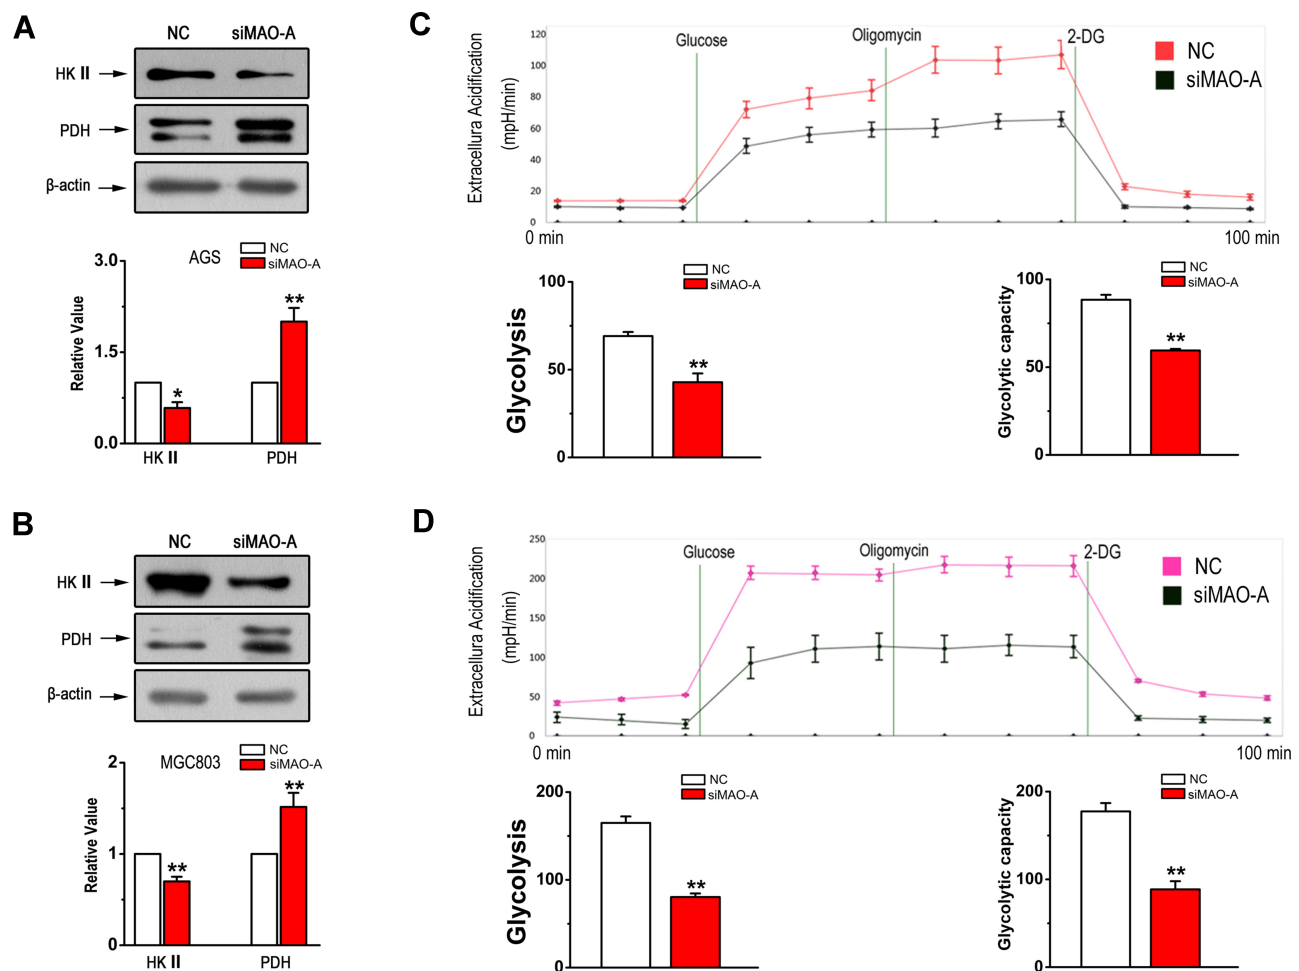 A
NC siMAO-A
HK II
PDH
β-actin
AGS
NC
siMAO-A
Relative Value
3.0
1.5
0.0
*
**
HK II PDH
B
NC siMAO-A
HK II
PDH
β-actin
MGC803
NC
siMAO-A
Relative Value
2
1
0
**
**
HK II PDH
C
Extracellura Acidification
(mpH/min)
120
100
80
60
40
20
0
Glucose Oligomycin 2-DG
NC
siMAO-A
0 min 100 min
Glycolysis
100
50
0
NC
siMAO-A
**
Glycolytic capacity
100
50
0
NC
siMAO-A
**
D
Extracellura Acidification
(mpH/min)
250
200
150
100
50
0
Glucose Oligomycin 2-DG
NC
siMAO-A
0 min 100 min
Glycolysis
200
100
0
NC
siMAO-A
**
Glycolytic capacity
200
100
0
NC
siMAO-A
**